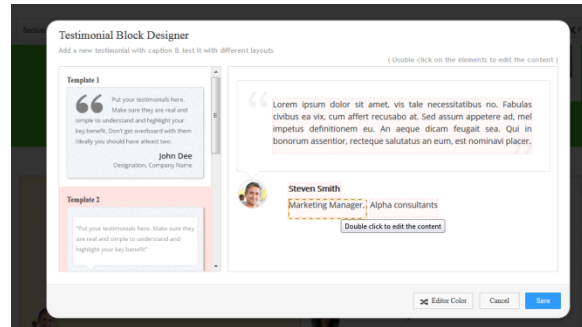 Section
Testimonial Block Designer
Add a new testimonial with caption & test it with different layouts
( Double click on the elements to edit the content )
Template 1
Put your testimonials here.
Make sure they are real and
simple to understand and highlight your
key benefit. Don't get overboard with them
ideally you should have atleast two.
John Dee
Designation, Company Name
Template 2
"Put your testimonials here. Make sure they
are real and simple to understand and
highlight your key benefit"
Lorem ipsum dolor sit amet, vis tale necessitatibus no. Fabulas
civibus ea vix, cum affert recusabo at. Sed assum appetere ad, mel
impetus definitionem eu. An aeque dicam feugait sea. Qui in
bonorum assentior, recteque salutatus an eum, est nominavi placer.
Steven Smith
Marketing Manager, Alpha consultants
Double click to edit the content
Editor Color
Cancel
Save